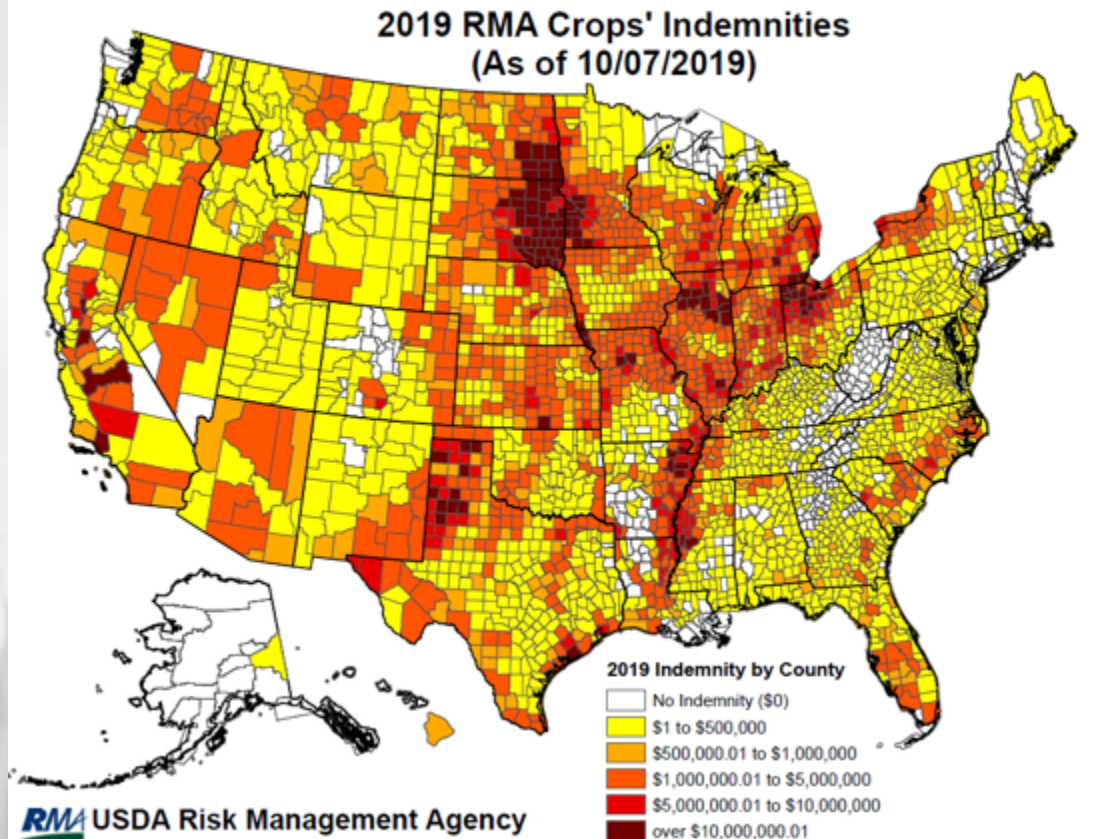 2019 RMA Crops' Indemnities
(As of 10/07/2019)
2019 Indemnity by County
No Indemnity ($0)
$1 to $500,000
$500,000.01 to $1,000,000
$1,000,000.01 to $5,000,000
$5,000,000.01 to $10,000,000
over $10,000,000.01
RMA USDA Risk Management Agency